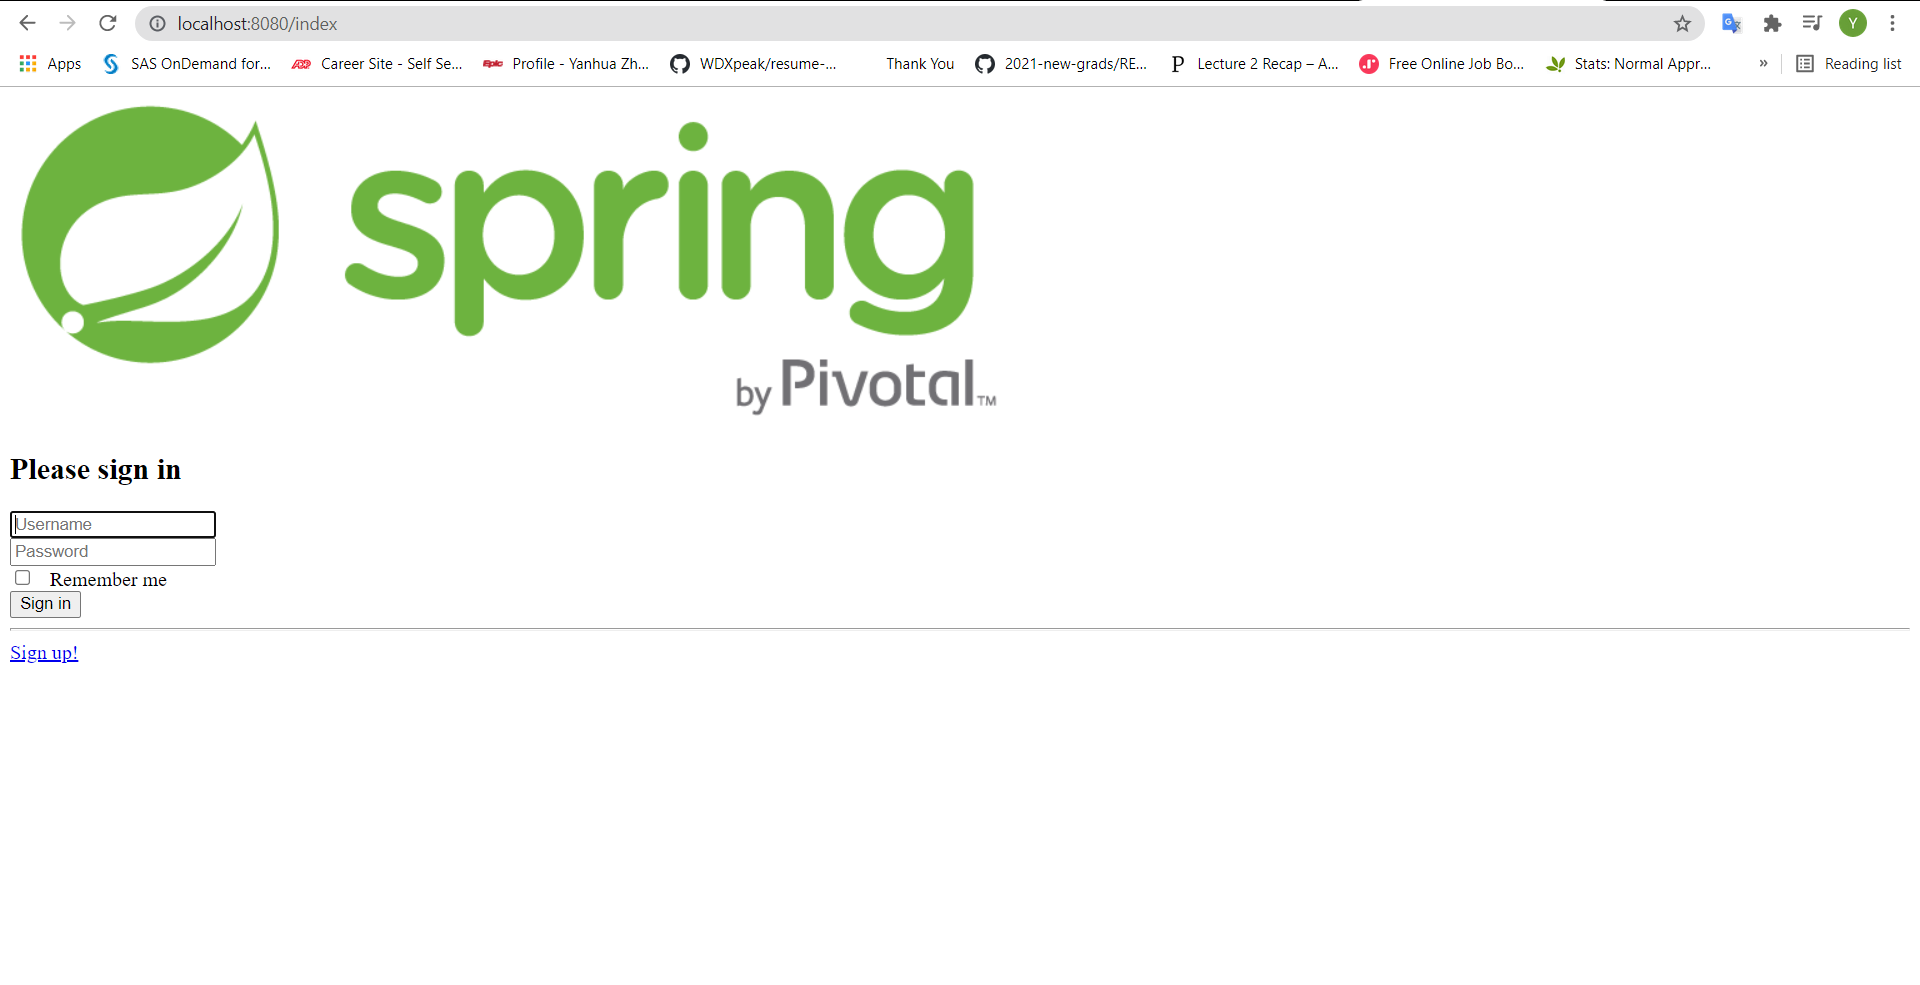 localhost:8080/index
Y
Apps SAS OnDemand for... Career Site - Self Se... Epic Profile - Yanhua Zh... WDXpeak/resume-... Thank You 2021-new-grads/RE... P Lecture 2 Recap – A... Free Online Job Bo... Stats: Normal Appr... » Reading list
spring
by Pivotal™
Please sign in
Username
Password
Remember me
Sign in
Sign up!